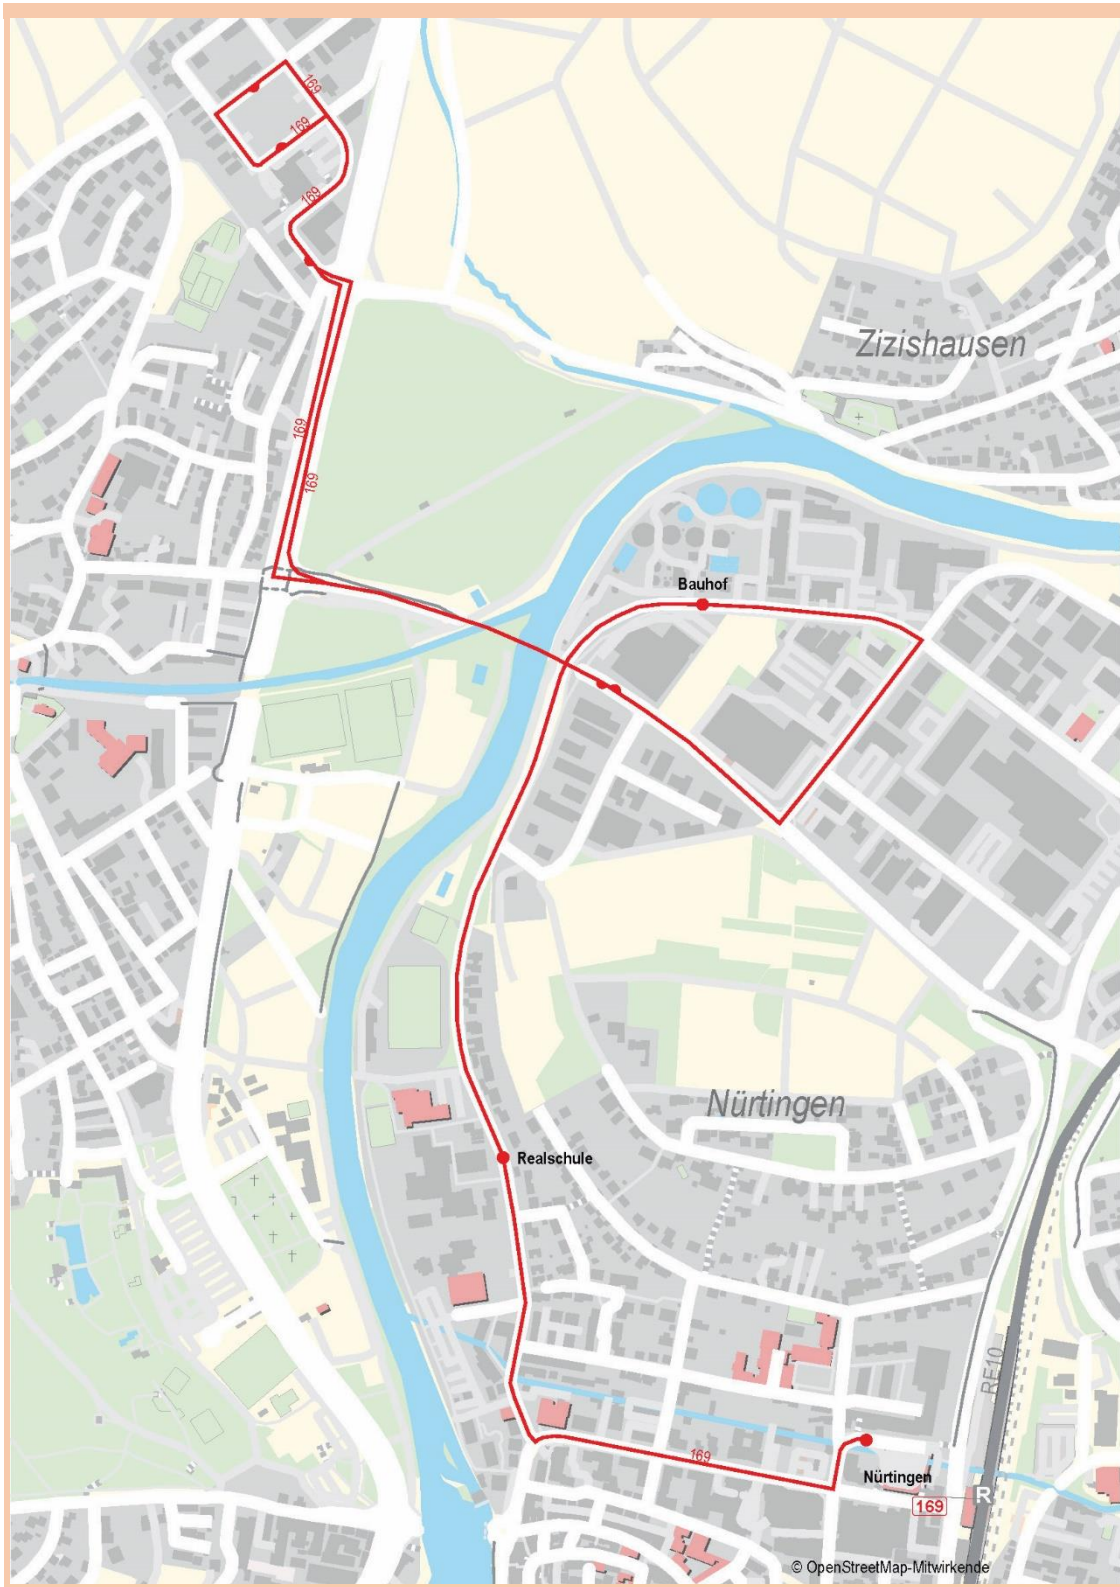 169
169
169
Zizishausen
169
169
Bauhof
Nürtingen
Realschule
RE10
169
Nürtingen
169
R
© OpenStreetMap-Mitwirkende